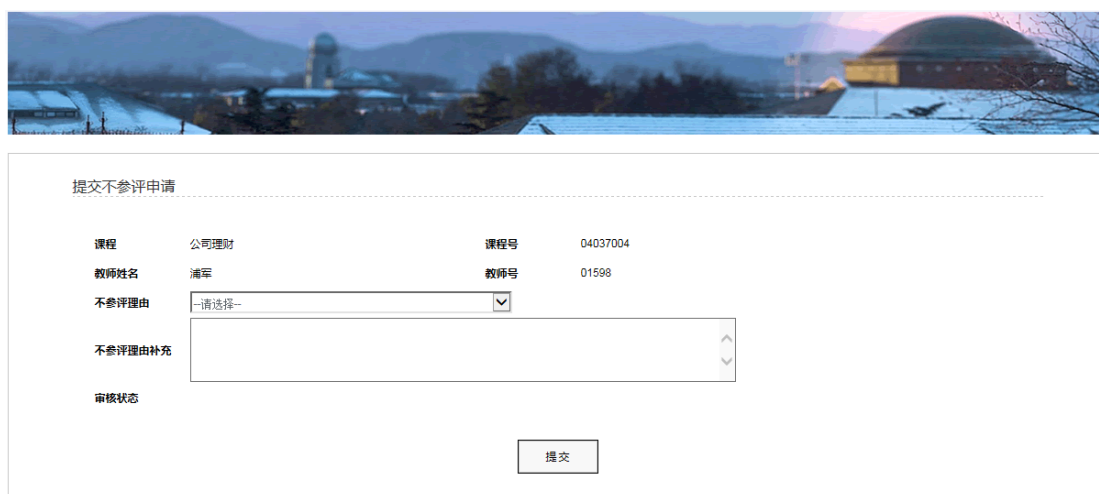 提交不参评申请
课程 公司理财 课程号 04037004
教师姓名 浦军 教师号 01598
不参评理由 --请选择--
不参评理由补充
审核状态
提交